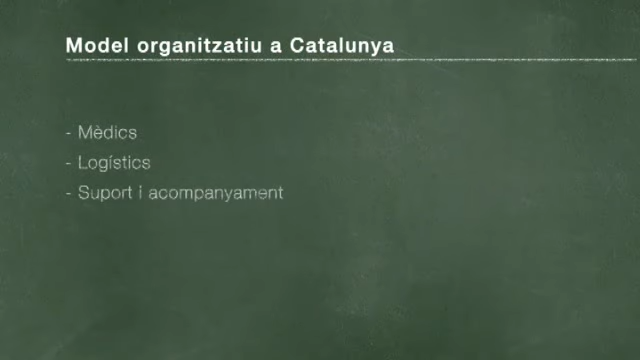 Model organitzatiu a Catalunya
- Mèdics
- Logístics
- Suport i acompanyament